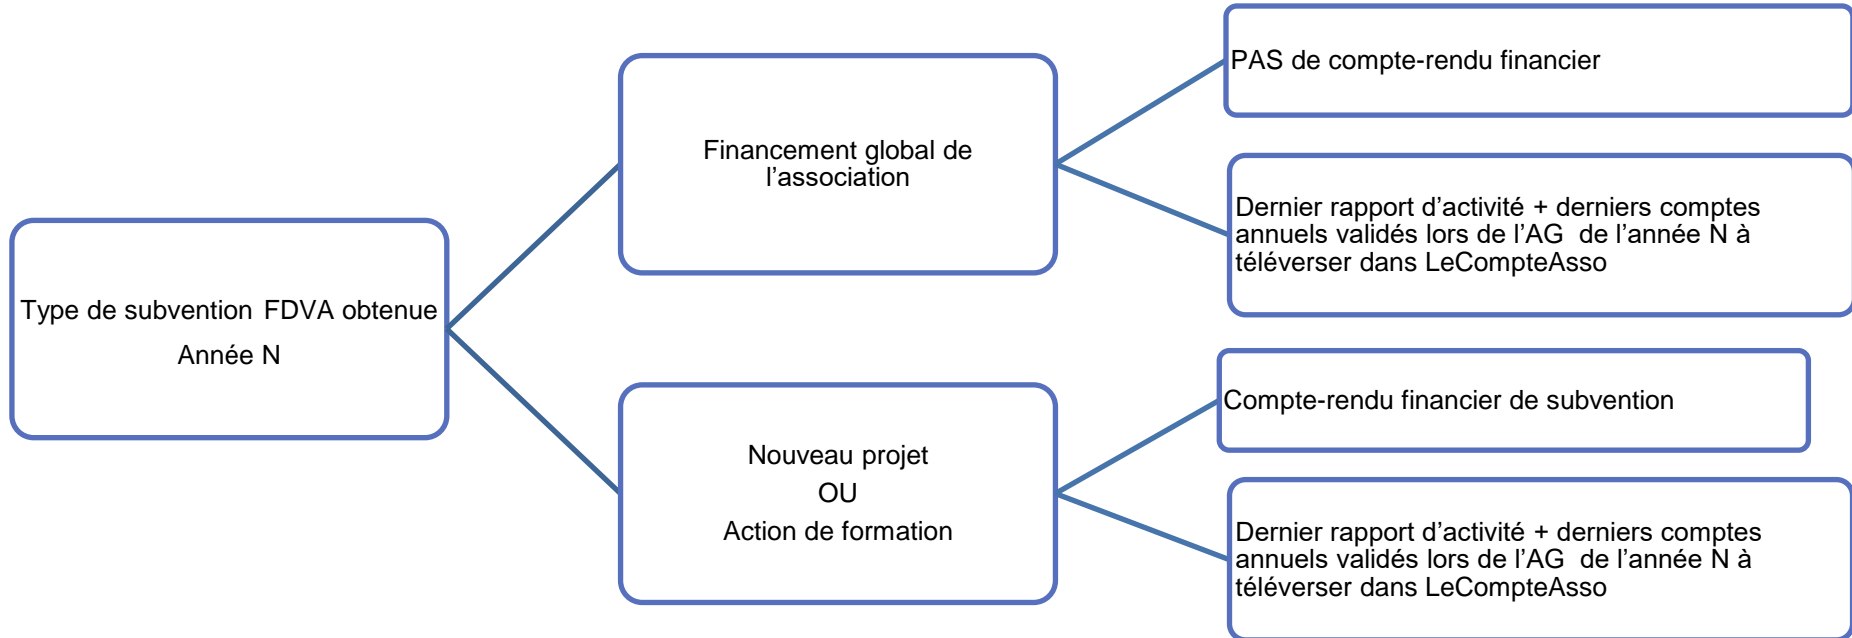 Type de subvention FDVA obtenue
Année N
Financement global de
l’association
PAS de compte-rendu financier
Dernier rapport d’activité + derniers comptes
annuels validés lors de l’AG  de l’année N à
téléverser dans LeCompteAsso
Nouveau projet
OU
Action de formation
Compte-rendu financier de subvention
Dernier rapport d’activité + derniers comptes
annuels validés lors de l’AG  de l’année N à
téléverser dans LeCompteAsso